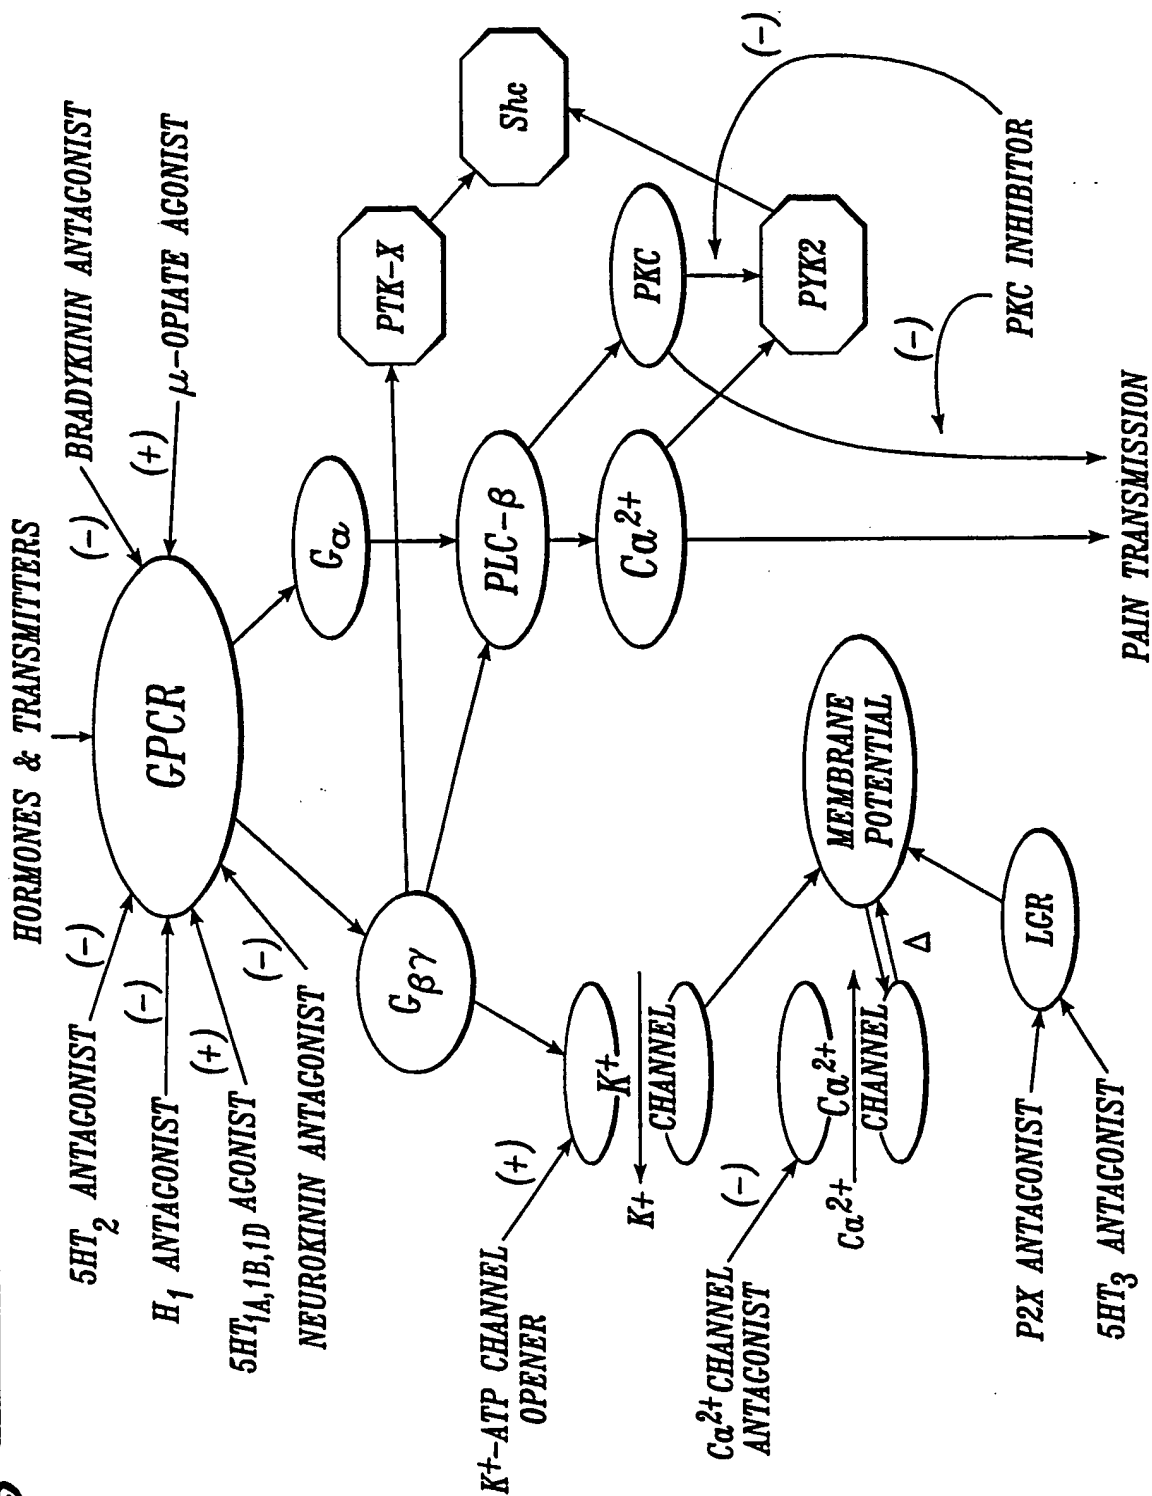 HORMONES & TRANSMITTERS
5HT2 ANTAGONIST
(-)
H1 ANTAGONIST
(-)
5HT1A,1B,1D AGONIST
(+)
NEUROKININ ANTAGONIST
(-)
GPCR
(-)
BRADYKININ ANTAGONIST
(+)
μ-OPIATE AGONIST
Gα
Gβγ
PTK-X
Shc
K+-ATP CHANNEL
OPENER
(+)
K+
CHANNEL
K+
PLC-β
Ca2+
PKC
(-)
PYK2
Ca2+ CHANNEL
ANTAGONIST
(-)
Ca2+
CHANNEL
Ca2+
MEMBRANE
POTENTIAL
Δ
LGR
P2X ANTAGONIST
5HT3 ANTAGONIST
(-)
PKC INHIBITOR
PAIN TRANSMISSION